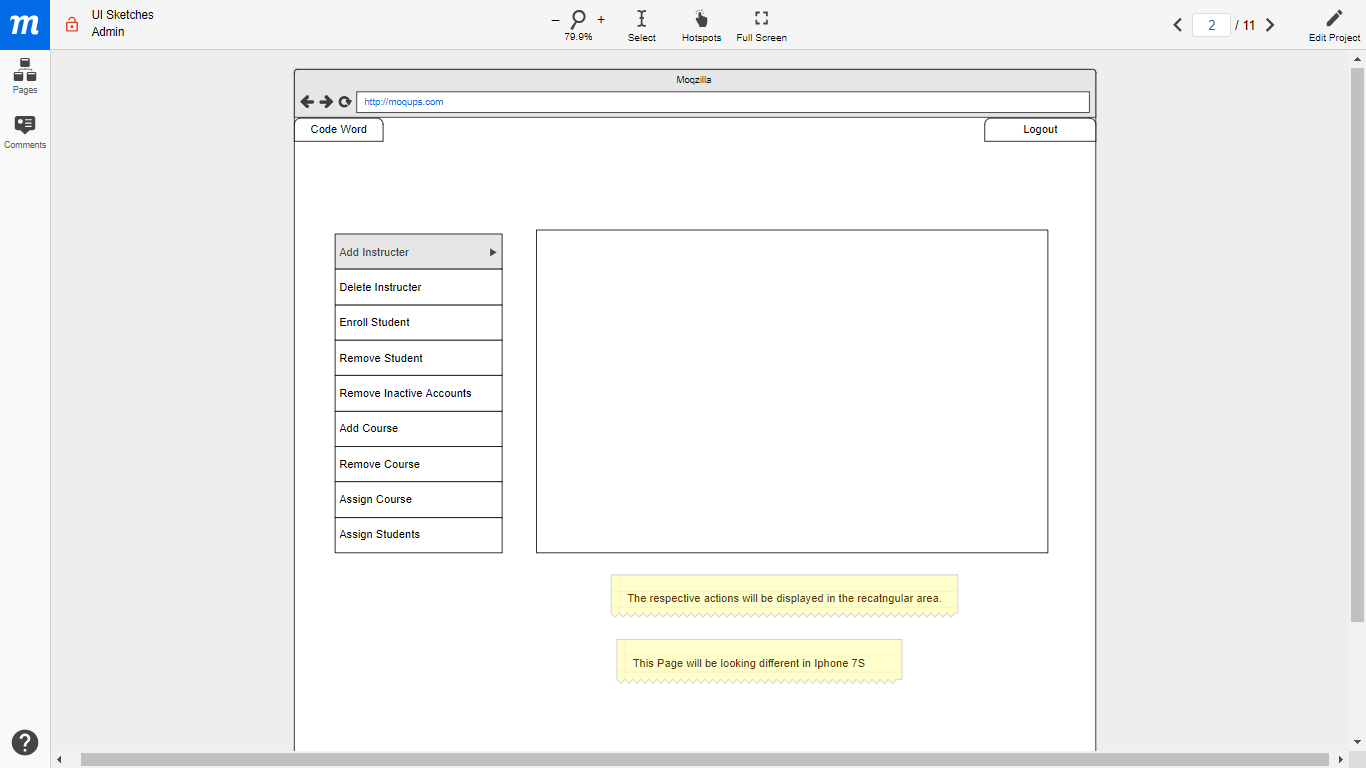 m
UI Sketches
Admin
79.9%
Select
Hotspots
Full Screen
2 / 11
Edit Project
Pages
Comments
Moqzilla
http://moqups.com
Code Word
Logout
Add Instructer
Delete Instructer
Enroll Student
Remove Student
Remove Inactive Accounts
Add Course
Remove Course
Assign Course
Assign Students
The respective actions will be displayed in the recatngular area.
This Page will be looking different in Iphone 7S